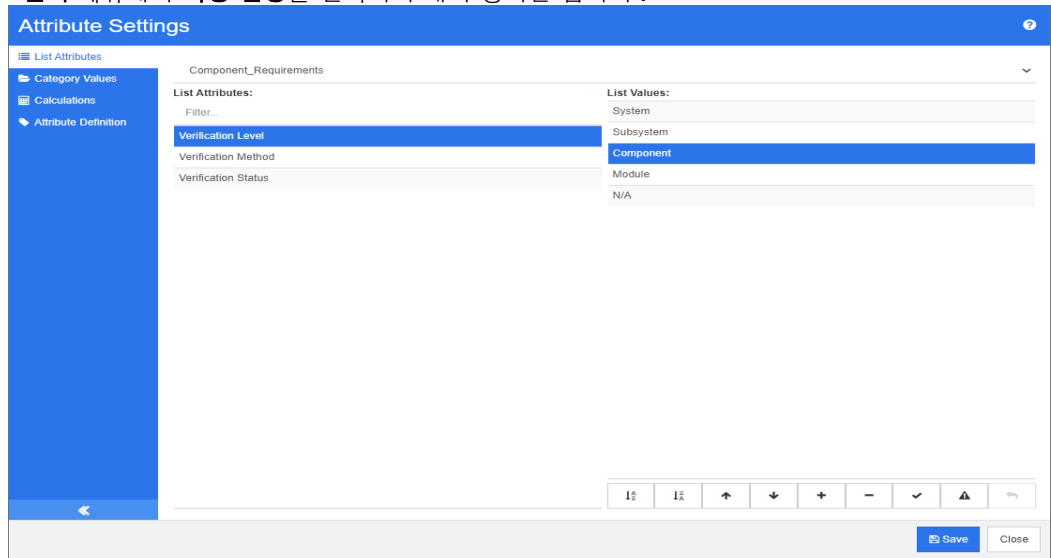 Attribute Settings
List Attributes
Category Values
Calculations
Attribute Definition
Component_Requirements
List Attributes:
Filter...
Verification Level
Verification Method
Verification Status
List Values:
System
Subsystem
Component
Module
N/A
Save
Close